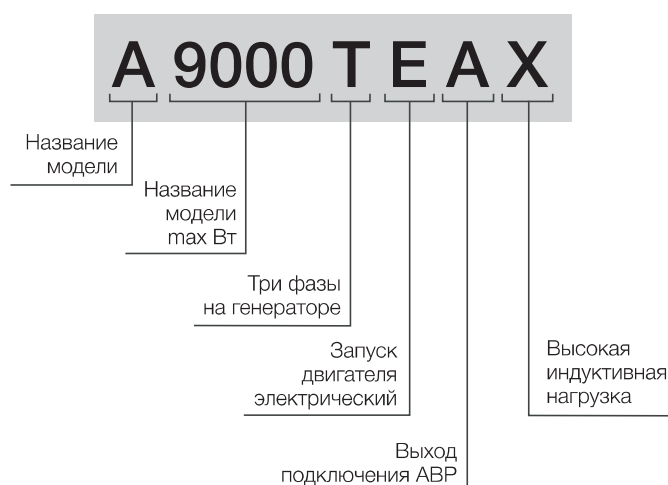 A 9000 T E A X
Название
модели
Название
модели
max Вт
Три фазы
на генераторе
Запуск
двигателя
электрический
Высокая
индуктивная
нагрузка
Выход
подключения АВР